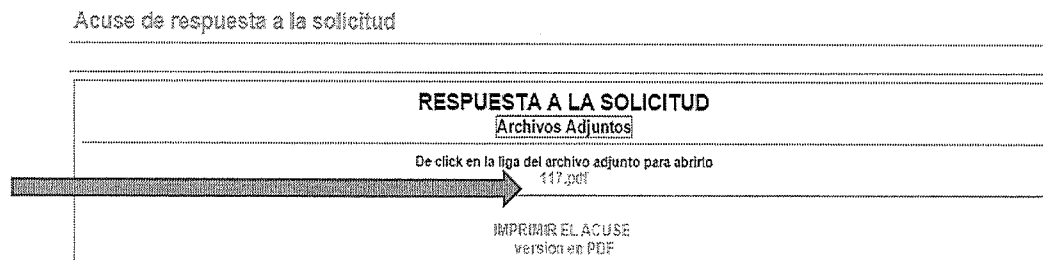 Acuse de respuesta a la solicitud
RESPUESTA A LA SOLICITUD
Archivos Adjuntos
De click en la liga del archivo adjunto para abrirlo
117.pdf
IMPRIMIR EL ACUSE
version en PDF